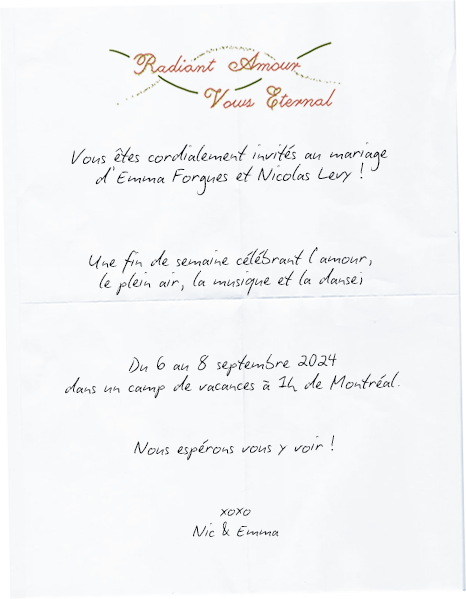 Radiant Amour
Vows Eternal
Vous êtes cordialement invités au mariage
d'Emma Forgues et Nicolas Levy !
Une fin de semaine célébrant l'amour,
le plein air, la musique et la danse;
Du 6 au 8 septembre 2024
dans un camp de vacances à 1h de Montréal.
Nous espérons vous y voir !
xoxo
Nic & Emma